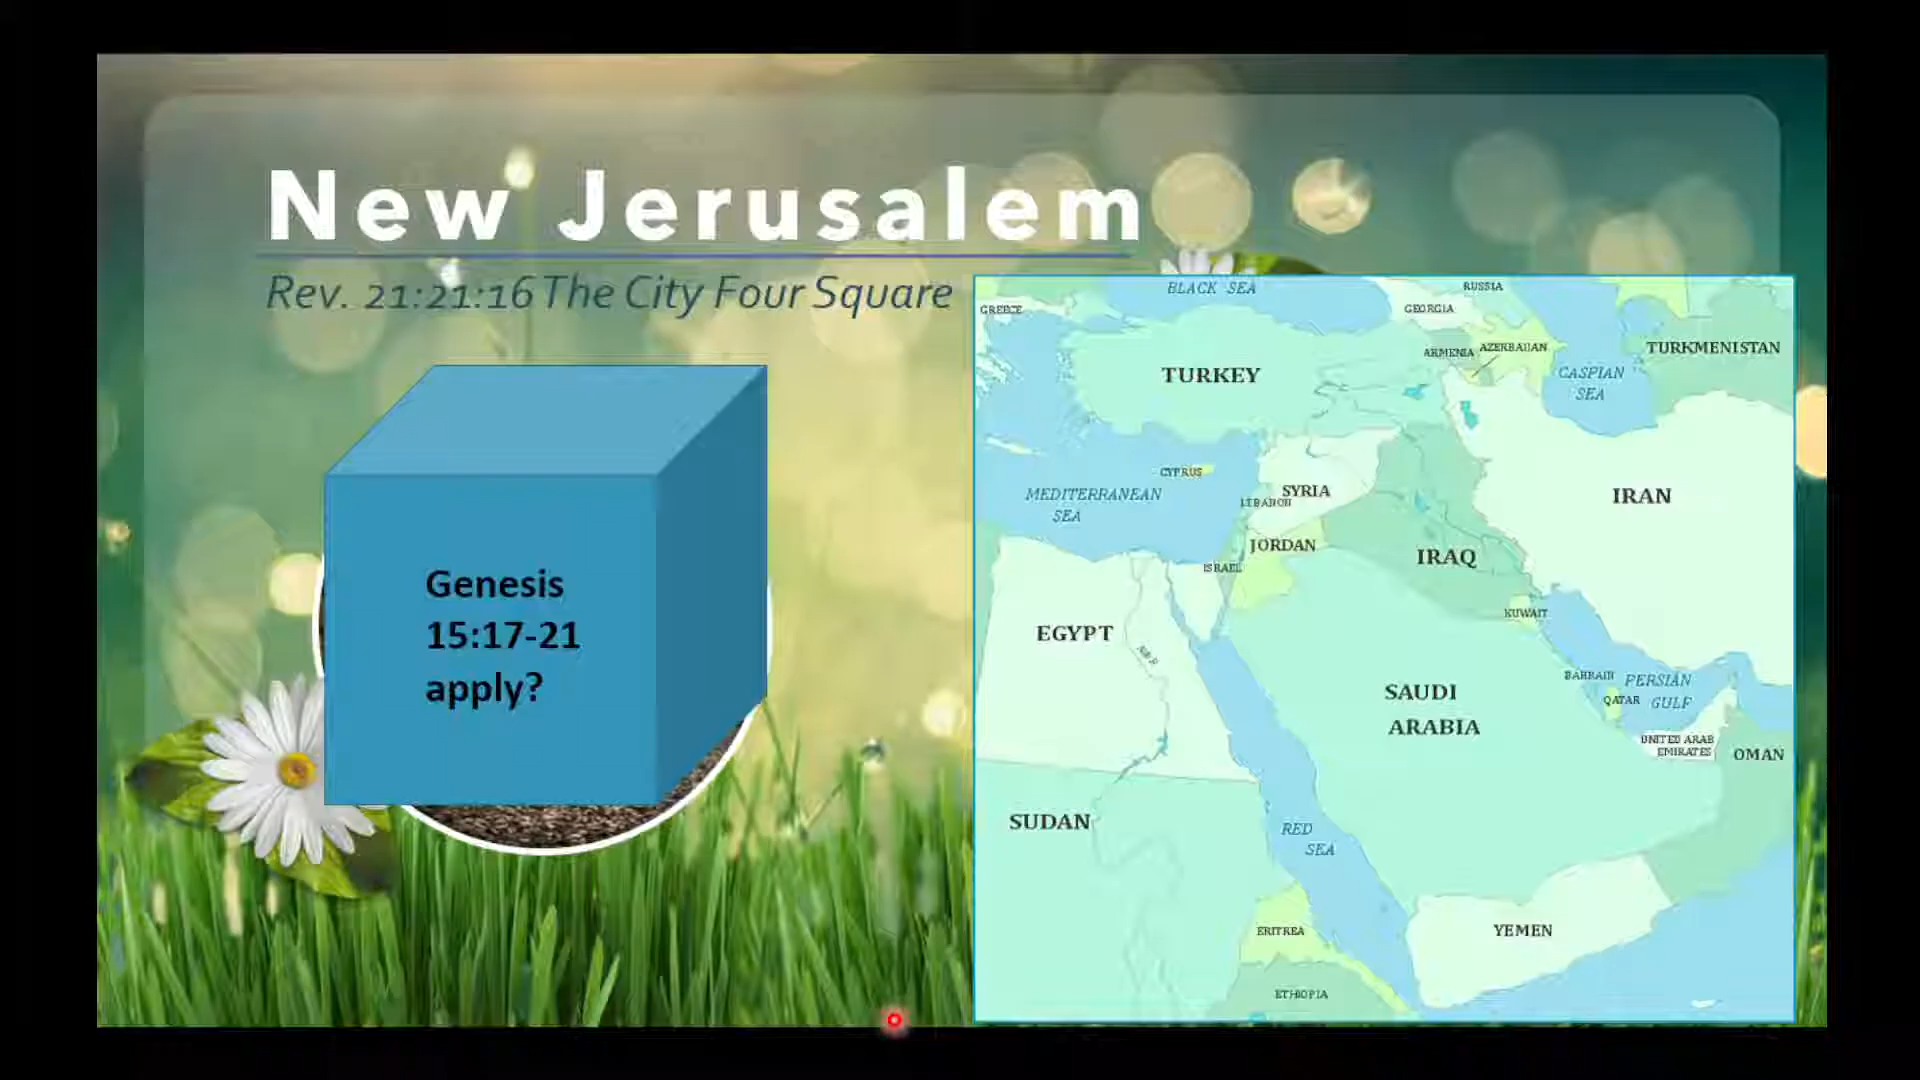 New Jerusalem
Rev. 21:21:16 The City Four Square
Genesis
15:17-21
apply?
BLACK SEA
RUSSIA
GREECE
GEORGIA
ARMENIA
AZERBAIJAN
TURKMENISTAN
TURKEY
CASPIAN
SEA
CYPRUS
MEDITERRANEAN
SEA
SYRIA
LEBANON
IRAN
JORDAN
IRAQ
ISRAEL
KUWAIT
EGYPT
BAHRAIN
PERSIAN
GULF
QATAR
SAUDI
ARABIA
UNITED ARAB
EMIRATES
OMAN
SUDAN
RED
SEA
ERITREA
YEMEN
ETHIOPIA